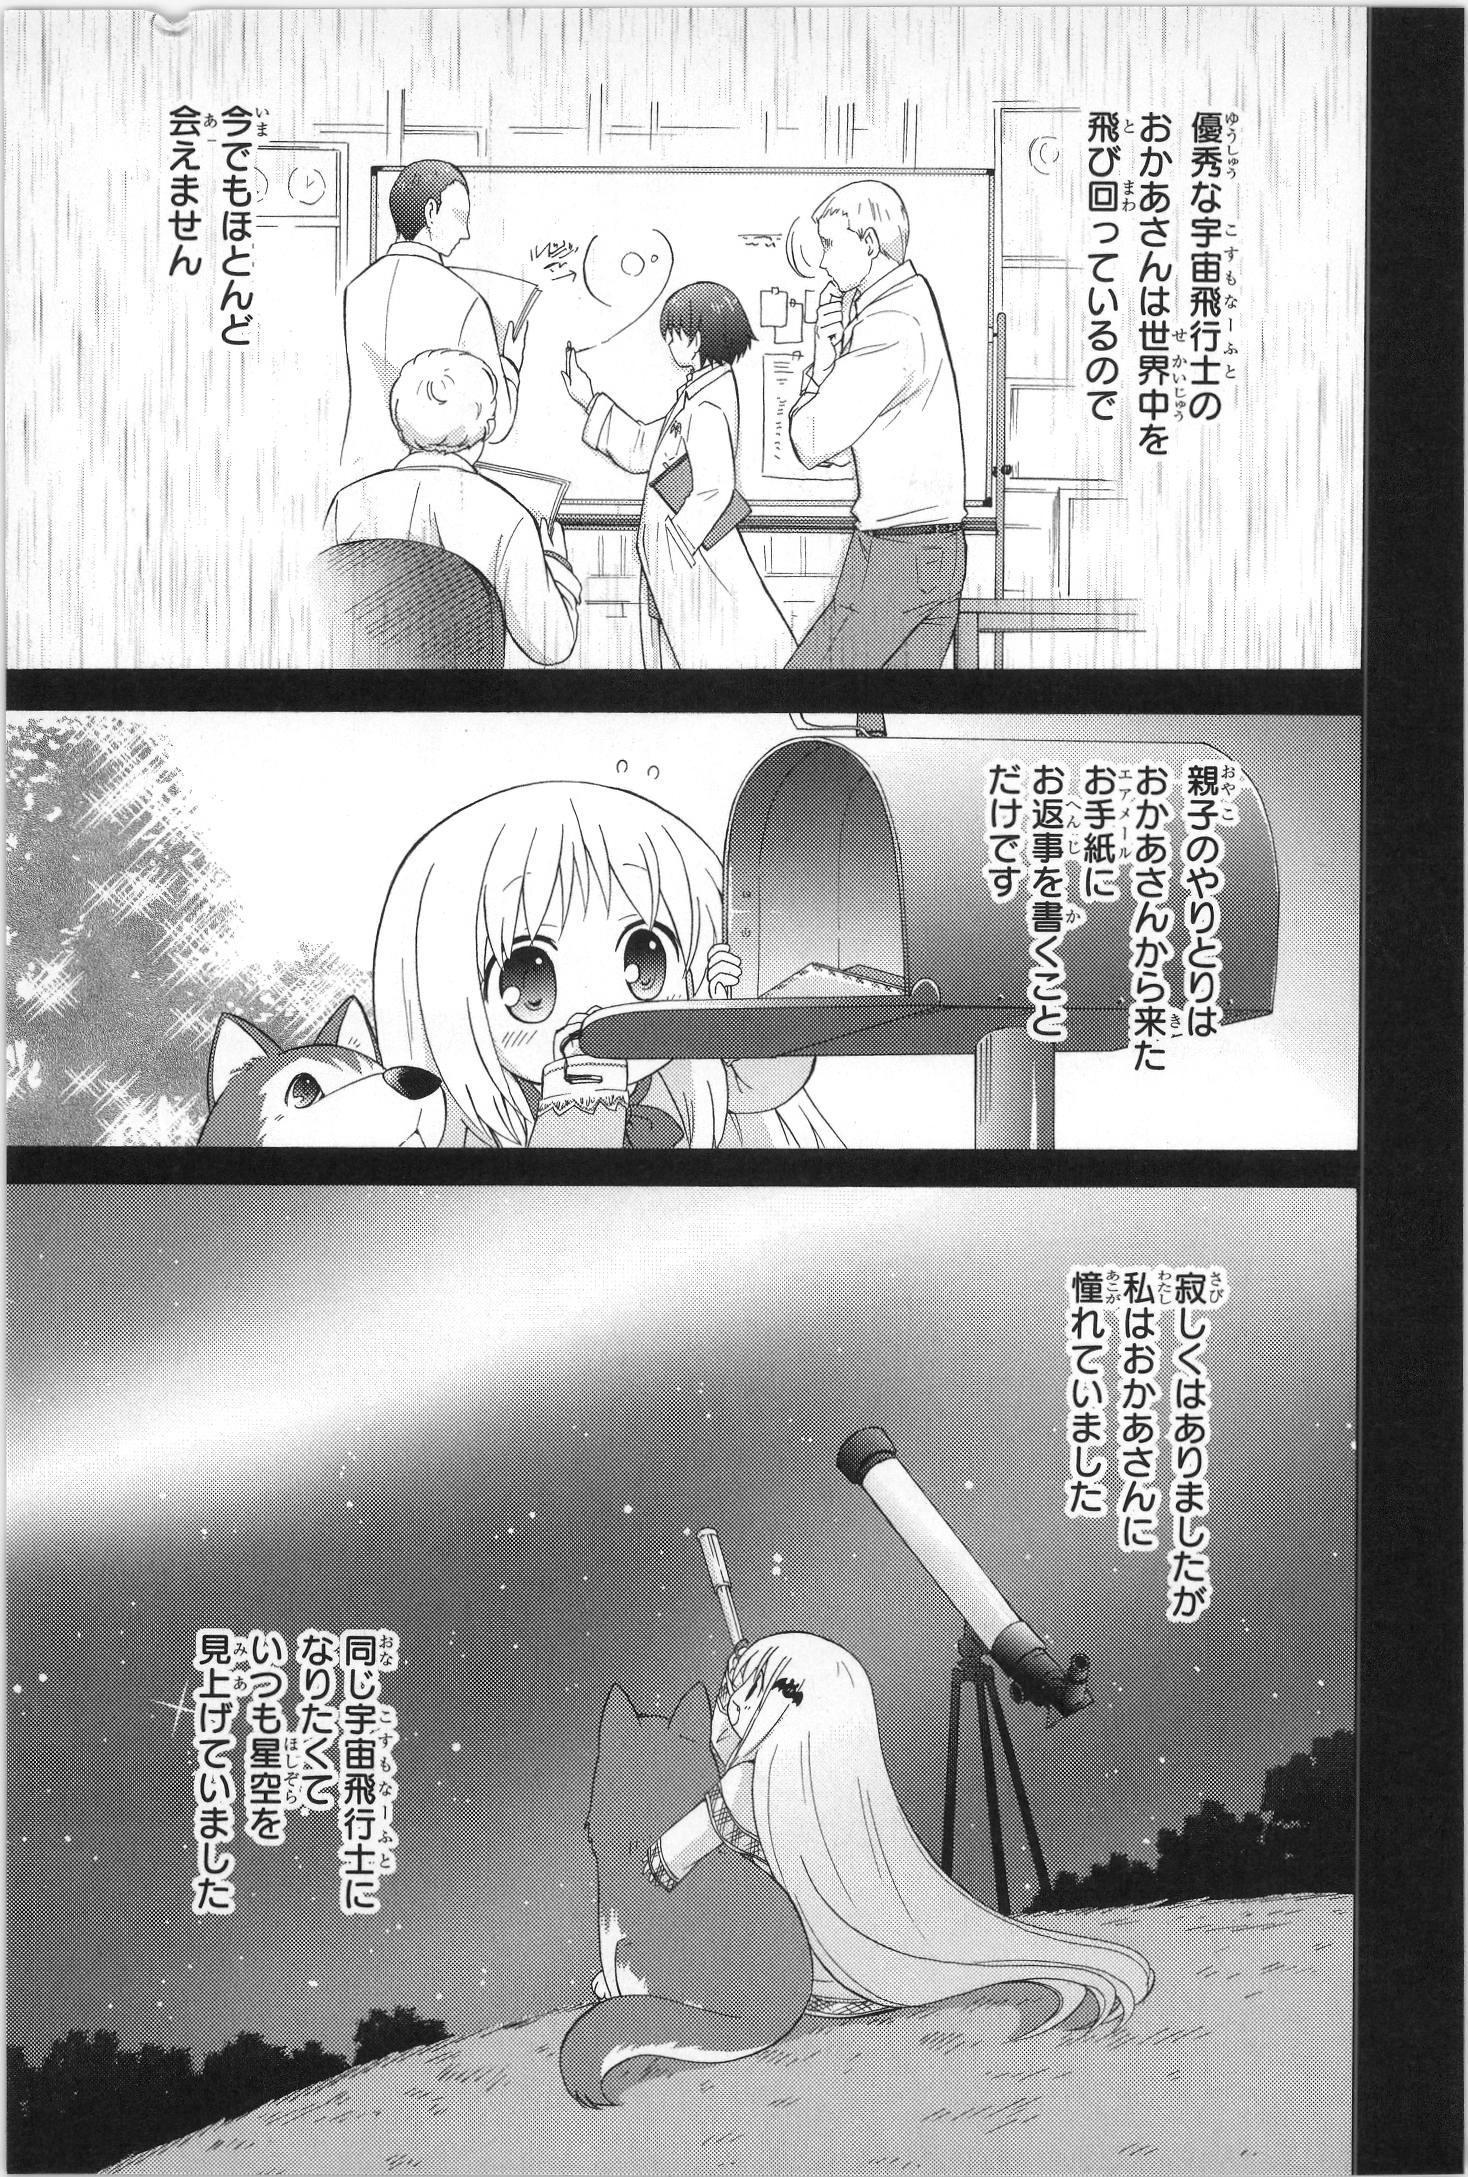 優秀な宇宙飛行士の
おかあさんは世界中を
飛び回っているので
今でもほとんど
会えません
親子のやりとりは
おかあさんから来た
お手紙に
お返事を書くこと
だけです
寂しくはありましたが
私はおかあさんに
憧れていました
同じ宇宙飛行士に
なりたくて
いつも星空を
見上げていました